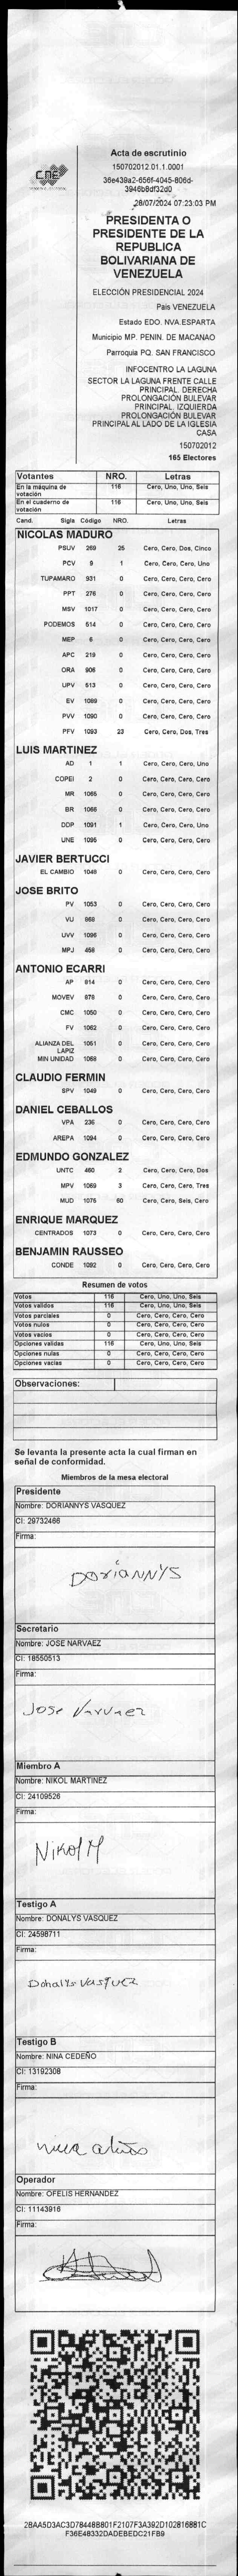 CNE
Acta de escrutinio
150702012.01.1.0001
36e439a2-656f-4045-806d-
3946b8df32d0
28/07/2024 07:23:03 PM
PRESIDENTA O
PRESIDENTE DE LA
REPUBLICA
BOLIVARIANA DE
VENEZUELA
ELECCIÓN PRESIDENCIAL 2024
Pais VENEZUELA
Estado EDO. NVA.ESPARTA
Municipio MP. PENIN. DE MACANAO
Parroquia PQ. SAN FRANCISCO
INFOCENTRO LA LAGUNA
SECTOR LA LAGUNA FRENTE CALLE
PRINCIPAL. DERECHA
PROLONGACIÓN BULEVAR
PRINCIPAL. IZQUIERDA
PROLONGACIÓN BULEVAR
PRINCIPAL AL LADO DE LA IGLESIA
CASA
150702012
165 Electores
Votantes NRO. Letras
En la máquina de votación 116 Cero, Uno, Uno, Seis
En el cuaderno de votación 116 Cero, Uno, Uno, Seis
Cand. Sigla Código NRO. Letras
NICOLAS MADURO
PSUV 269 25 Cero, Cero, Dos, Cinco
PCV 9 1 Cero, Cero, Cero, Uno
TUPAMARO 931 0 Cero, Cero, Cero, Cero
PPT 276 0 Cero, Cero, Cero, Cero
MSV 1017 0 Cero, Cero, Cero, Cero
PODEMOS 514 0 Cero, Cero, Cero, Cero
MEP 6 0 Cero, Cero, Cero, Cero
APC 219 0 Cero, Cero, Cero, Cero
ORA 906 0 Cero, Cero, Cero, Cero
UPV 513 0 Cero, Cero, Cero, Cero
EV 1089 0 Cero, Cero, Cero, Cero
PVV 1090 0 Cero, Cero, Cero, Cero
PFV 1093 23 Cero, Cero, Dos, Tres
LUIS MARTINEZ
AD 1 1 Cero, Cero, Cero, Uno
COPEI 2 0 Cero, Cero, Cero, Cero
MR 1065 0 Cero, Cero, Cero, Cero
BR 1066 0 Cero, Cero, Cero, Cero
DDP 1091 1 Cero, Cero, Cero, Uno
UNE 1095 0 Cero, Cero, Cero, Cero
JAVIER BERTUCCI
EL CAMBIO 1048 0 Cero, Cero, Cero, Cero
JOSE BRITO
PV 1053 0 Cero, Cero, Cero, Cero
VU 868 0 Cero, Cero, Cero, Cero
UVV 1096 0 Cero, Cero, Cero, Cero
MPJ 458 0 Cero, Cero, Cero, Cero
ANTONIO ECARRI
AP 814 0 Cero, Cero, Cero, Cero
MOVEV 878 0 Cero, Cero, Cero, Cero
CMC 1050 0 Cero, Cero, Cero, Cero
FV 1062 0 Cero, Cero, Cero, Cero
ALIANZA DEL LAPIZ 1051 0 Cero, Cero, Cero, Cero
MIN UNIDAD 1068 0 Cero, Cero, Cero, Cero
CLAUDIO FERMIN
SPV 1049 0 Cero, Cero, Cero, Cero
DANIEL CEBALLOS
VPA 236 0 Cero, Cero, Cero, Cero
AREPA 1094 0 Cero, Cero, Cero, Cero
EDMUNDO GONZALEZ
UNTC 460 2 Cero, Cero, Cero, Dos
MPV 1069 3 Cero, Cero, Cero, Tres
MUD 1075 60 Cero, Cero, Seis, Cero
ENRIQUE MARQUEZ
CENTRADOS 1073 0 Cero, Cero, Cero, Cero
BENJAMIN RAUSSEO
CONDE 1092 0 Cero, Cero, Cero, Cero
Resumen de votos
Votos 116 Cero, Uno, Uno, Seis
Votos validos 116 Cero, Uno, Uno, Seis
Votos parciales 0 Cero, Cero, Cero, Cero
Votos nulos 0 Cero, Cero, Cero, Cero
Votos vacios 0 Cero, Cero, Cero, Cero
Opciones validas 116 Cero, Uno, Uno, Seis
Opciones nulas 0 Cero, Cero, Cero, Cero
Opciones vacias 0 Cero, Cero, Cero, Cero
Observaciones:
Se levanta la presente acta la cual firman en
señal de conformidad.
Miembros de la mesa electoral
Presidente
Nombre: DORIANNYS VASQUEZ
CI: 29732466
Firma:
Doriannys
Secretario
Nombre: JOSE NARVAEZ
CI: 18550513
Firma:
Jose Narvaez
Miembro A
Nombre: NIKOL MARTINEZ
CI: 24109526
Firma:
Nikol M
Testigo A
Nombre: DONALYS VASQUEZ
CI: 24598711
Firma:
Donalys Vasquez
Testigo B
Nombre: NINA CEDEÑO
CI: 13192308
Firma:
nina
Operador
Nombre: OFELIS HERNANDEZ
CI: 11143916
Firma:
2BAA5D3AC3D78448B801F2107F3A392D102816881C
F36E48332DADEBEDC21FB9